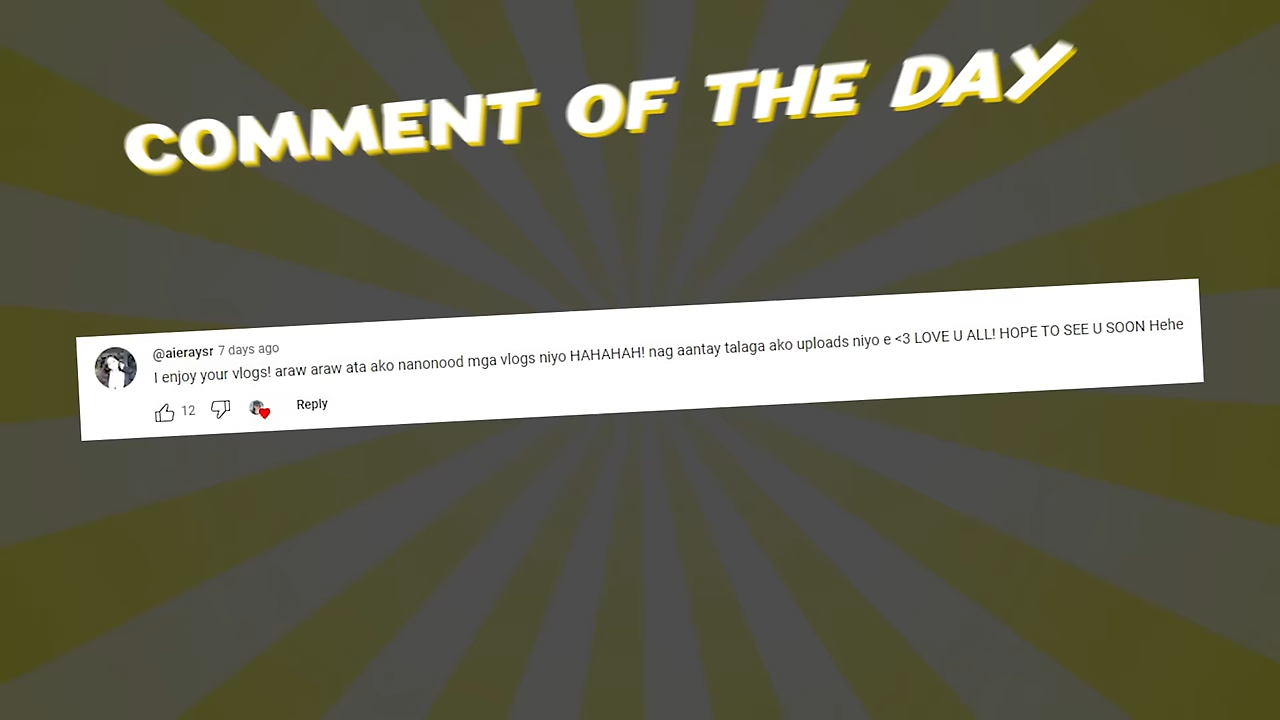 COMMENT OF THE DAY
@aieraysr 7 days ago
I enjoy your vlogs! araw araw ata ako nanonood mga vlogs niyo HAHAHAH! nag aantay talaga ako uploads niyo e <3 LOVE U ALL! HOPE TO SEE U SOON Hehe
12 Reply